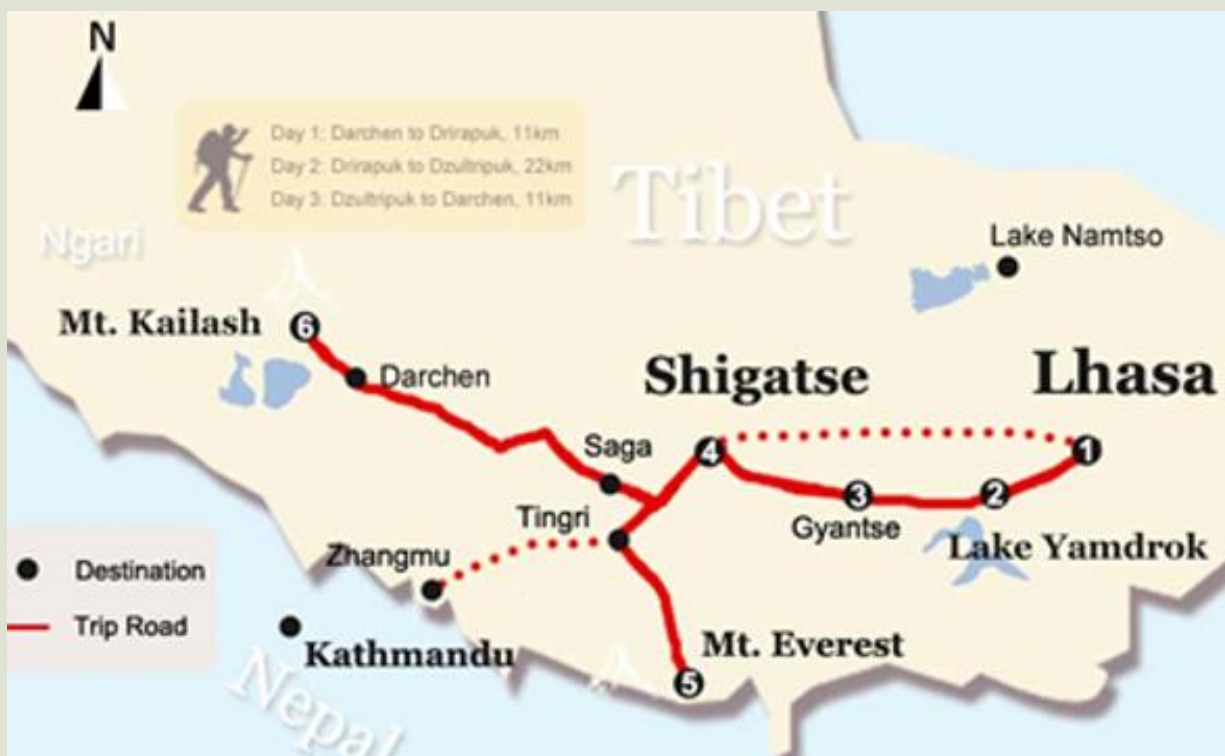 N
Day 1: Darchen to Drirapuk, 11km
Day 2: Drirapuk to Dzultripuk, 22km
Day 3: Dzultripuk to Darchen, 11km
Tibet
Ngari
Lake Namtso
Mt. Kailash
6
Darchen
Shigatse
Lhasa
Saga
4
1
3
2
Tingri
Gyantse
Lake Yamdrok
Zhangmu
Destination
Trip Road
Kathmandu
Mt. Everest
5
Nepal